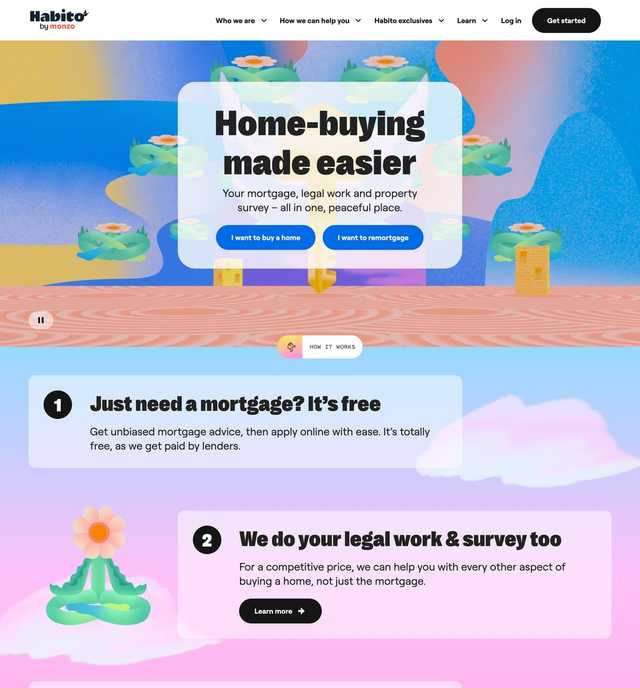 Habito
by monzo
Who we are
How we can help you
Habito exclusives
Learn
Log in
Get started
Home-buying
made easier
Your mortgage, legal work and property
survey – all in one, peaceful place.
I want to buy a home
I want to remortgage
HOW IT WORKS
1
Just need a mortgage? It’s free
Get unbiased mortgage advice, then apply online with ease. It’s totally
free, as we get paid by lenders.
2
We do your legal work & survey too
For a competitive price, we can help you with every other aspect of
buying a home, not just the mortgage.
Learn more